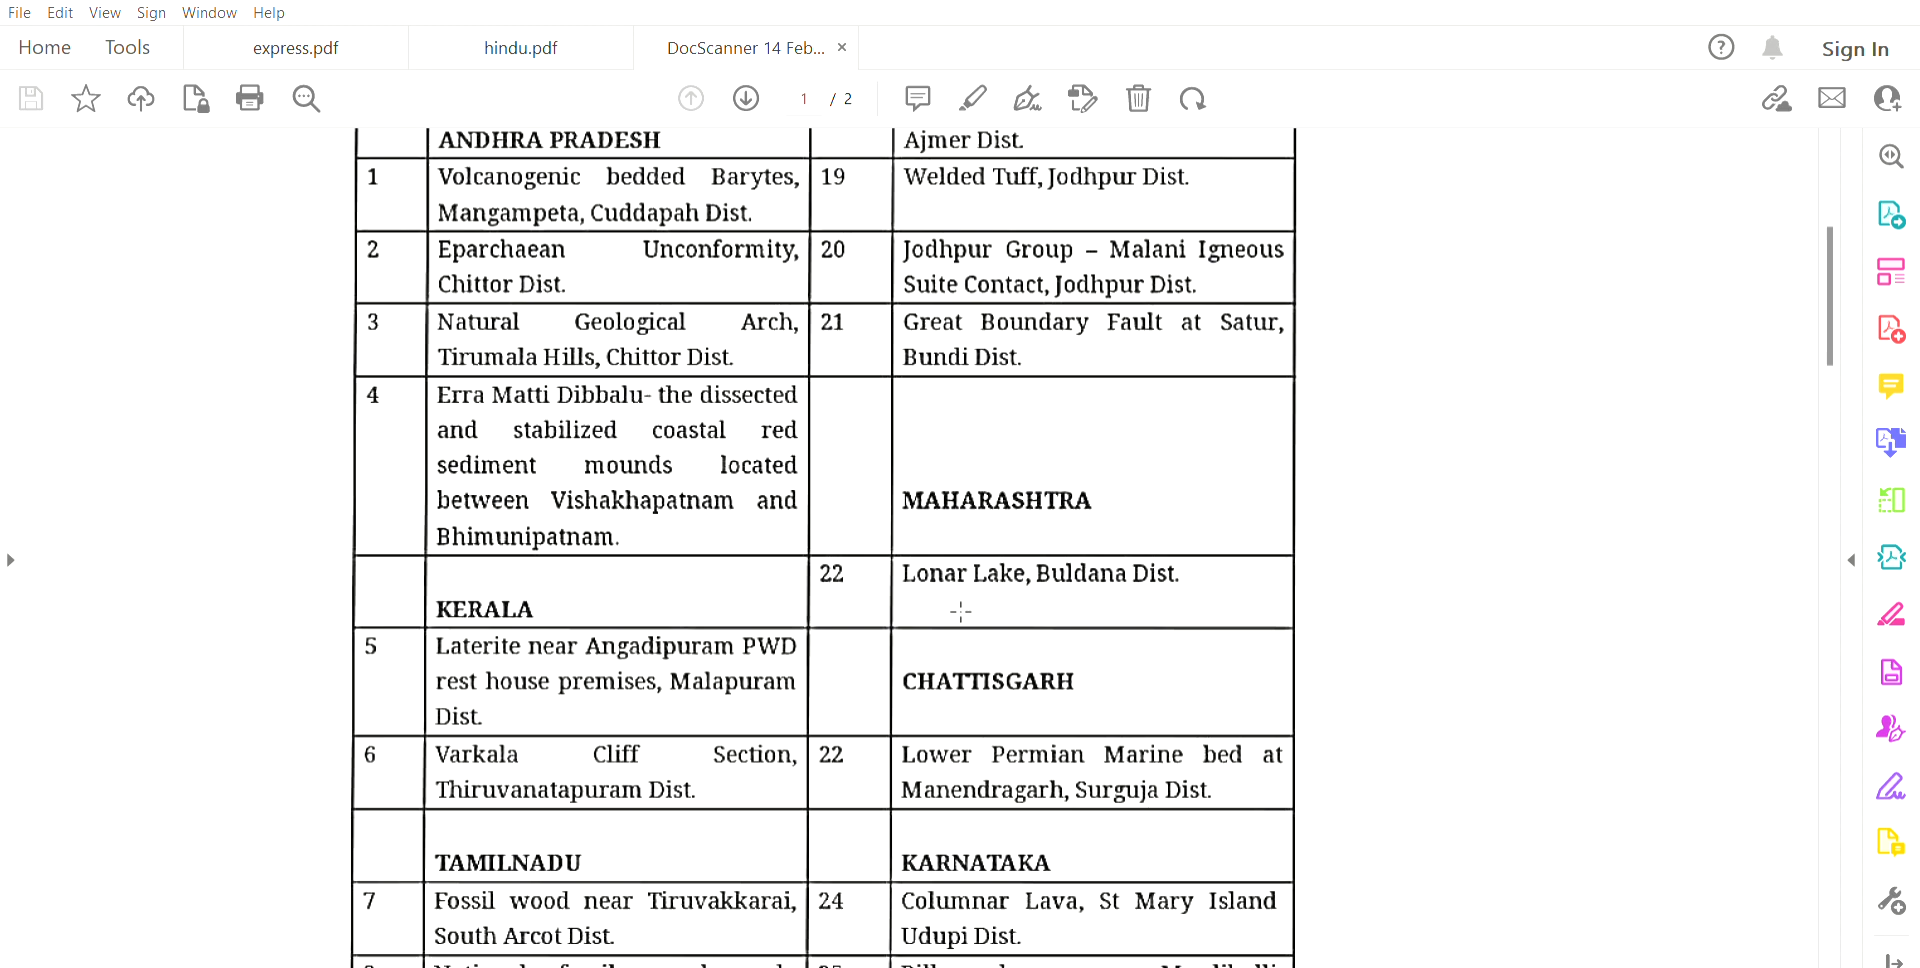 File Edit View Sign Window Help
Home Tools express.pdf hindu.pdf DocScanner 14 Feb... ×
Sign In
1 / 2
ANDHRA PRADESH
Ajmer Dist.
1 Volcanogenic bedded Barytes,
Mangampeta, Cuddapah Dist.
19 Welded Tuff, Jodhpur Dist.
2 Eparchaean Unconformity,
Chittor Dist.
20 Jodhpur Group – Malani Igneous
Suite Contact, Jodhpur Dist.
3 Natural Geological Arch,
Tirumala Hills, Chittor Dist.
21 Great Boundary Fault at Satur,
Bundi Dist.
4 Erra Matti Dibbalu- the dissected
and stabilized coastal red
sediment mounds located
between Vishakhapatnam and
Bhimunipatnam.
MAHARASHTRA
KERALA
22 Lonar Lake, Buldana Dist.
5 Laterite near Angadipuram PWD
rest house premises, Malapuram
Dist.
CHATTISGARH
6 Varkala Cliff Section,
Thiruvanatapuram Dist.
22 Lower Permian Marine bed at
Manendragarh, Surguja Dist.
TAMILNADU
KARNATAKA
7 Fossil wood near Tiruvakkarai,
South Arcot Dist.
24 Columnar Lava, St Mary Island
Udupi Dist.